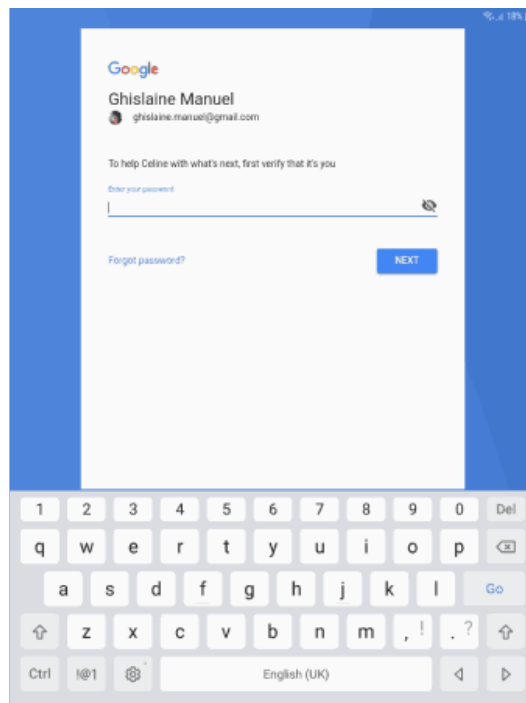 18%
Google
Ghislaine Manuel
ghislaine.manuel@gmail.com
To help Celine with what's next, first verify that it's you
Enter your password
Forgot password?
NEXT
1 2 3 4 5 6 7 8 9 0 Del
q w e r t y u i o p
a s d f g h j k l Go
z x c v b n m , ! . ?
Ctrl !@1 English (UK)